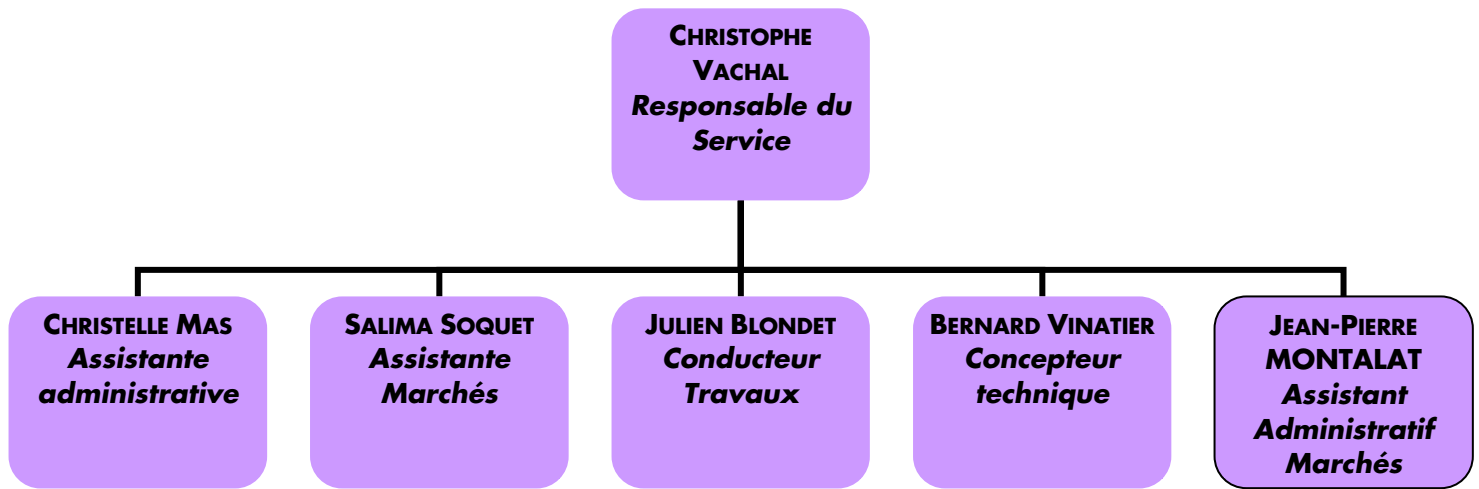 CHRISTOPHE
VACHAL
Responsable du
Service
CHRISTELLE MAS
Assistante
administrative
SALIMA SOQUET
Assistante
Marchés
JULIEN BLONDET
Conducteur
Travaux
BERNARD VINATIER
Concepteur
technique
JEAN-PIERRE
MONTALAT
Assistant
Administratif
Marchés